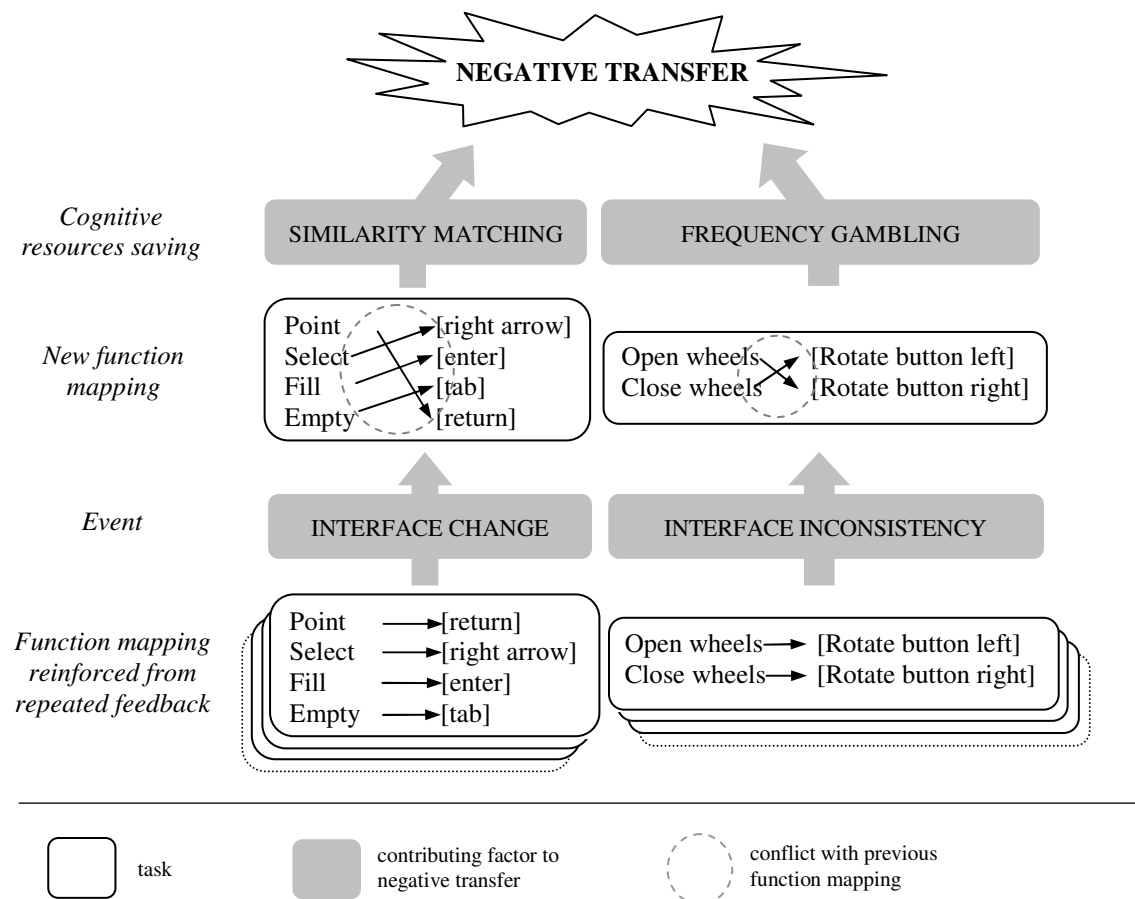 NEGATIVE TRANSFER
Cognitive
resources saving
SIMILARITY MATCHING
FREQUENCY GAMBLING
New function
mapping
Point [right arrow]
Select [enter]
Fill [tab]
Empty [return]
Open wheels [Rotate button left]
Close wheels [Rotate button right]
Event
INTERFACE CHANGE
INTERFACE INCONSISTENCY
Function mapping
reinforced from
repeated feedback
Point [return]
Select [right arrow]
Fill [enter]
Empty [tab]
Open wheels [Rotate button left]
Close wheels [Rotate button right]
task
contributing factor to
negative transfer
conflict with previous
function mapping